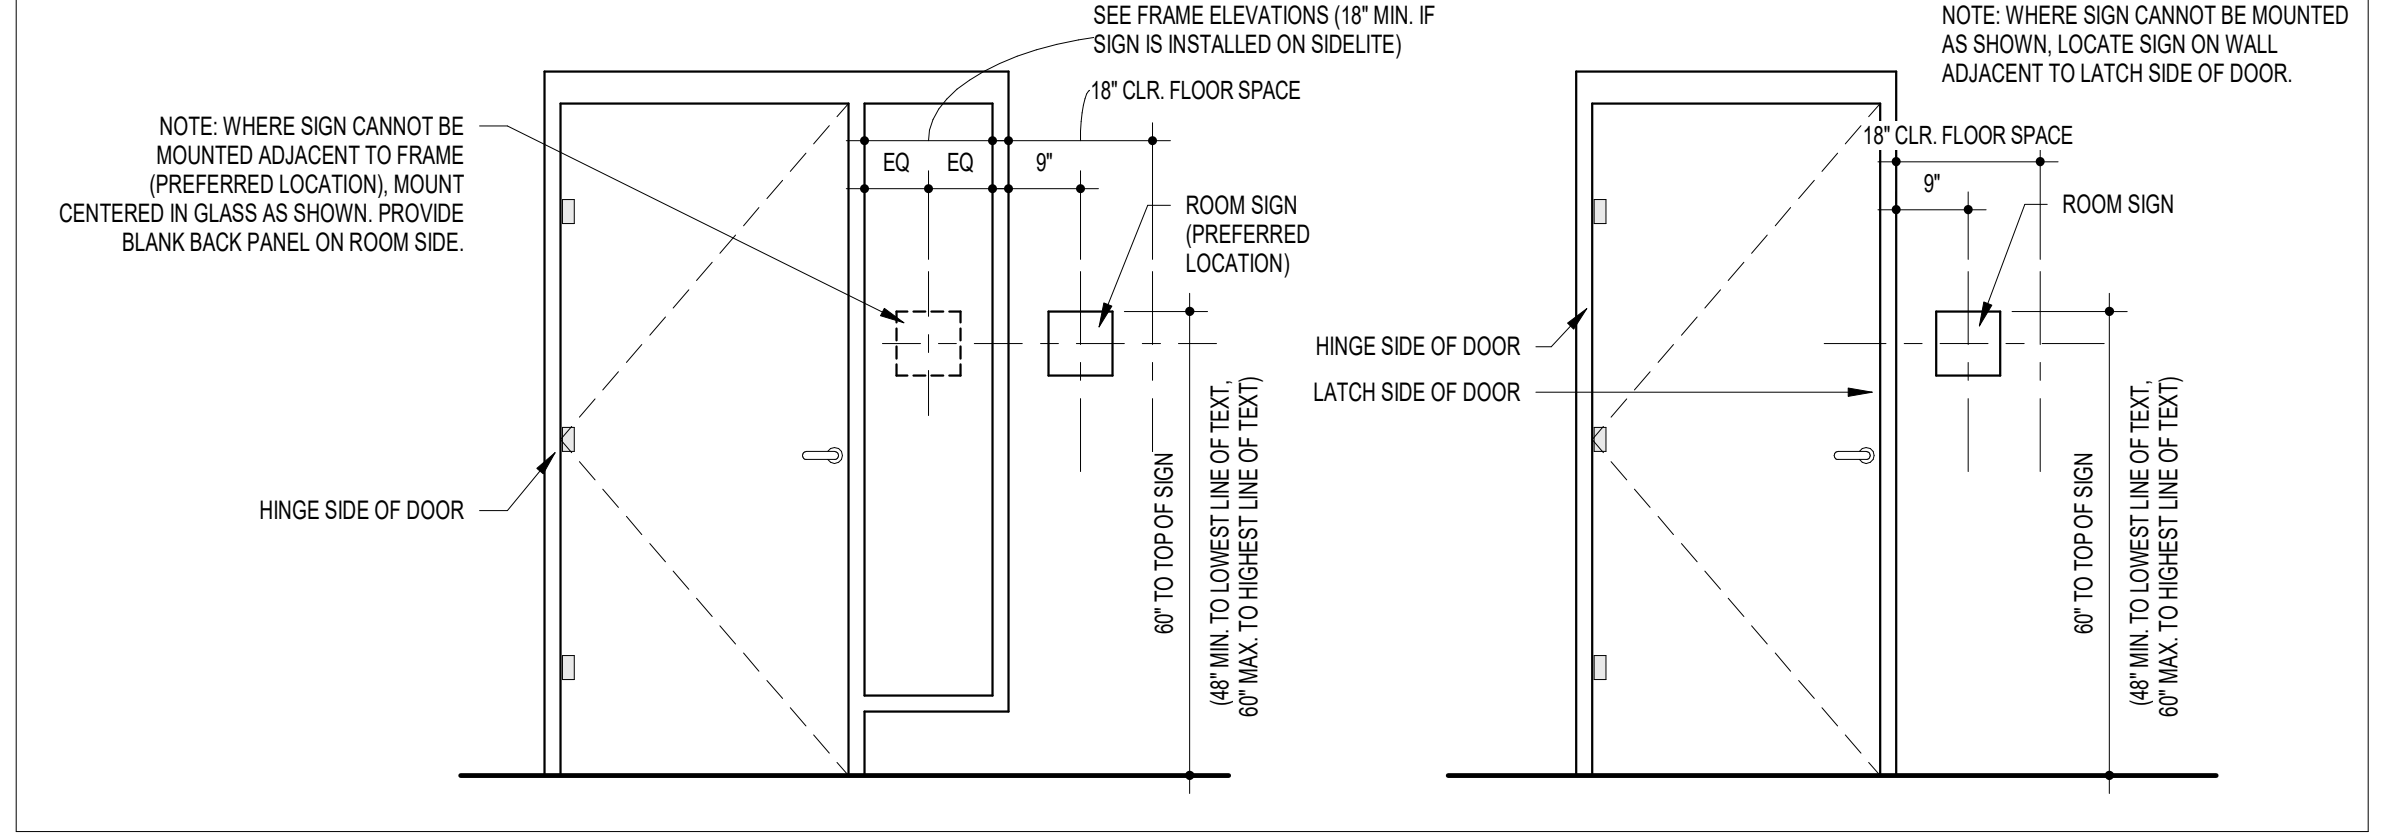 SEE FRAME ELEVATIONS (18" MIN. IF
SIGN IS INSTALLED ON SIDELITE)
18" CLR. FLOOR SPACE
NOTE: WHERE SIGN CANNOT BE
MOUNTED ADJACENT TO FRAME
(PREFERRED LOCATION), MOUNT
CENTERED IN GLASS AS SHOWN. PROVIDE
BLANK BACK PANEL ON ROOM SIDE.
EQ
EQ
9"
ROOM SIGN
(PREFERRED
LOCATION)
HINGE SIDE OF DOOR
60" TO TOP OF SIGN
(48" MIN. TO LOWEST LINE OF TEXT,
60" MAX. TO HIGHEST LINE OF TEXT)
NOTE: WHERE SIGN CANNOT BE MOUNTED
AS SHOWN, LOCATE SIGN ON WALL
ADJACENT TO LATCH SIDE OF DOOR.
18" CLR. FLOOR SPACE
9"
ROOM SIGN
HINGE SIDE OF DOOR
LATCH SIDE OF DOOR
60" TO TOP OF SIGN
(48" MIN. TO LOWEST LINE OF TEXT,
60" MAX. TO HIGHEST LINE OF TEXT)